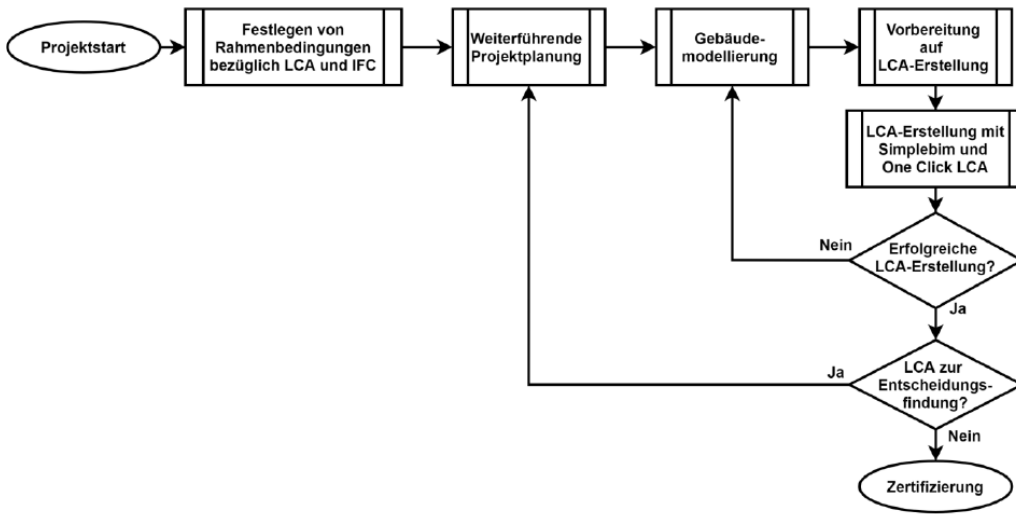 Projektstart
Festlegen von
Rahmenbedingungen
bezüglich LCA und IFC
Weiterführende
Projektplanung
Gebäude-
modellierung
Vorbereitung
auf
LCA-Erstellung
LCA-Erstellung mit
Simplebim und
One Click LCA
Nein
Erfolgreiche
LCA-Erstellung?
Ja
Ja
LCA zur
Entscheidungs-
findung?
Nein
Zertifizierung